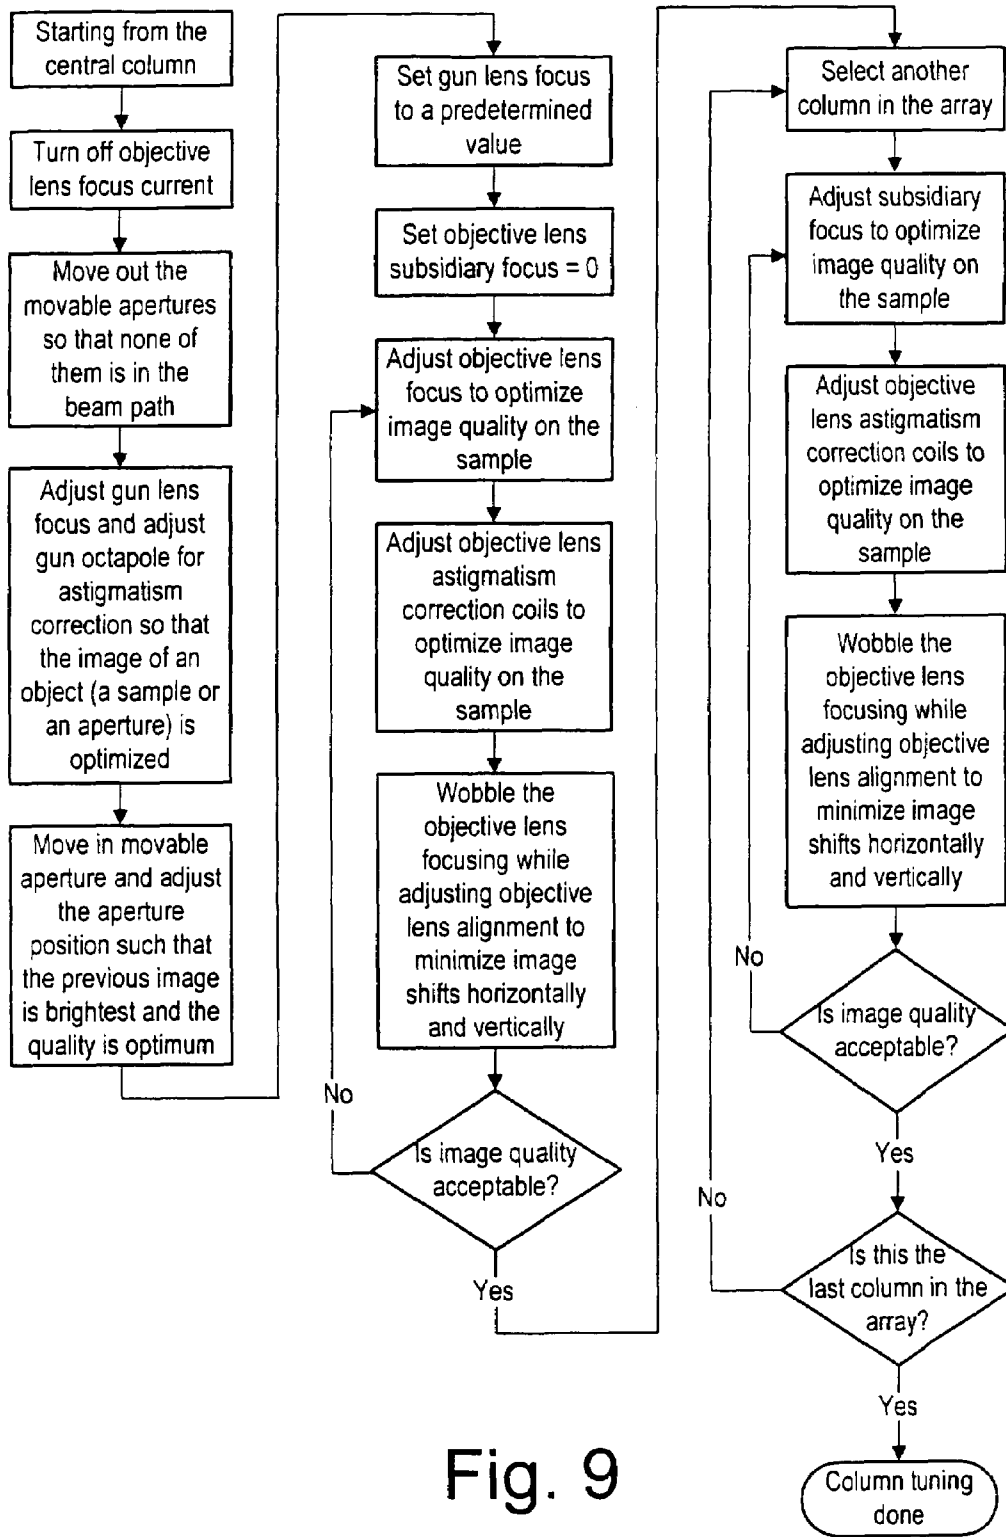 Starting from the
central column
Turn off objective
lens focus current
Move out the
movable apertures
so that none of
them is in the
beam path
Adjust gun lens
focus and adjust
gun octapole for
astigmatism
correction so that
the image of an
object (a sample or
an aperture) is
optimized
Move in movable
aperture and adjust
the aperture
position such that
the previous image
is brightest and the
quality is optimum
Set gun lens focus
to a predetermined
value
Set objective lens
subsidiary focus = 0
Adjust objective lens
focus to optimize
image quality on the
sample
Adjust objective lens
astigmatism
correction coils to
optimize image
quality on the
sample
Wobble the
objective lens
focusing while
adjusting objective
lens alignment to
minimize image
shifts horizontally
and vertically
No
Is image quality
acceptable?
Yes
Select another
column in the array
Adjust subsidiary
focus to optimize
image quality on
the sample
Adjust objective
lens astigmatism
correction coils to
optimize image
quality on the
sample
Wobble the
objective lens
focusing while
adjusting objective
lens alignment to
minimize image
shifts horizontally
and vertically
No
Is image quality
acceptable?
Yes
No
Is this the
last column in the
array?
Yes
Column tuning
done
Fig. 9